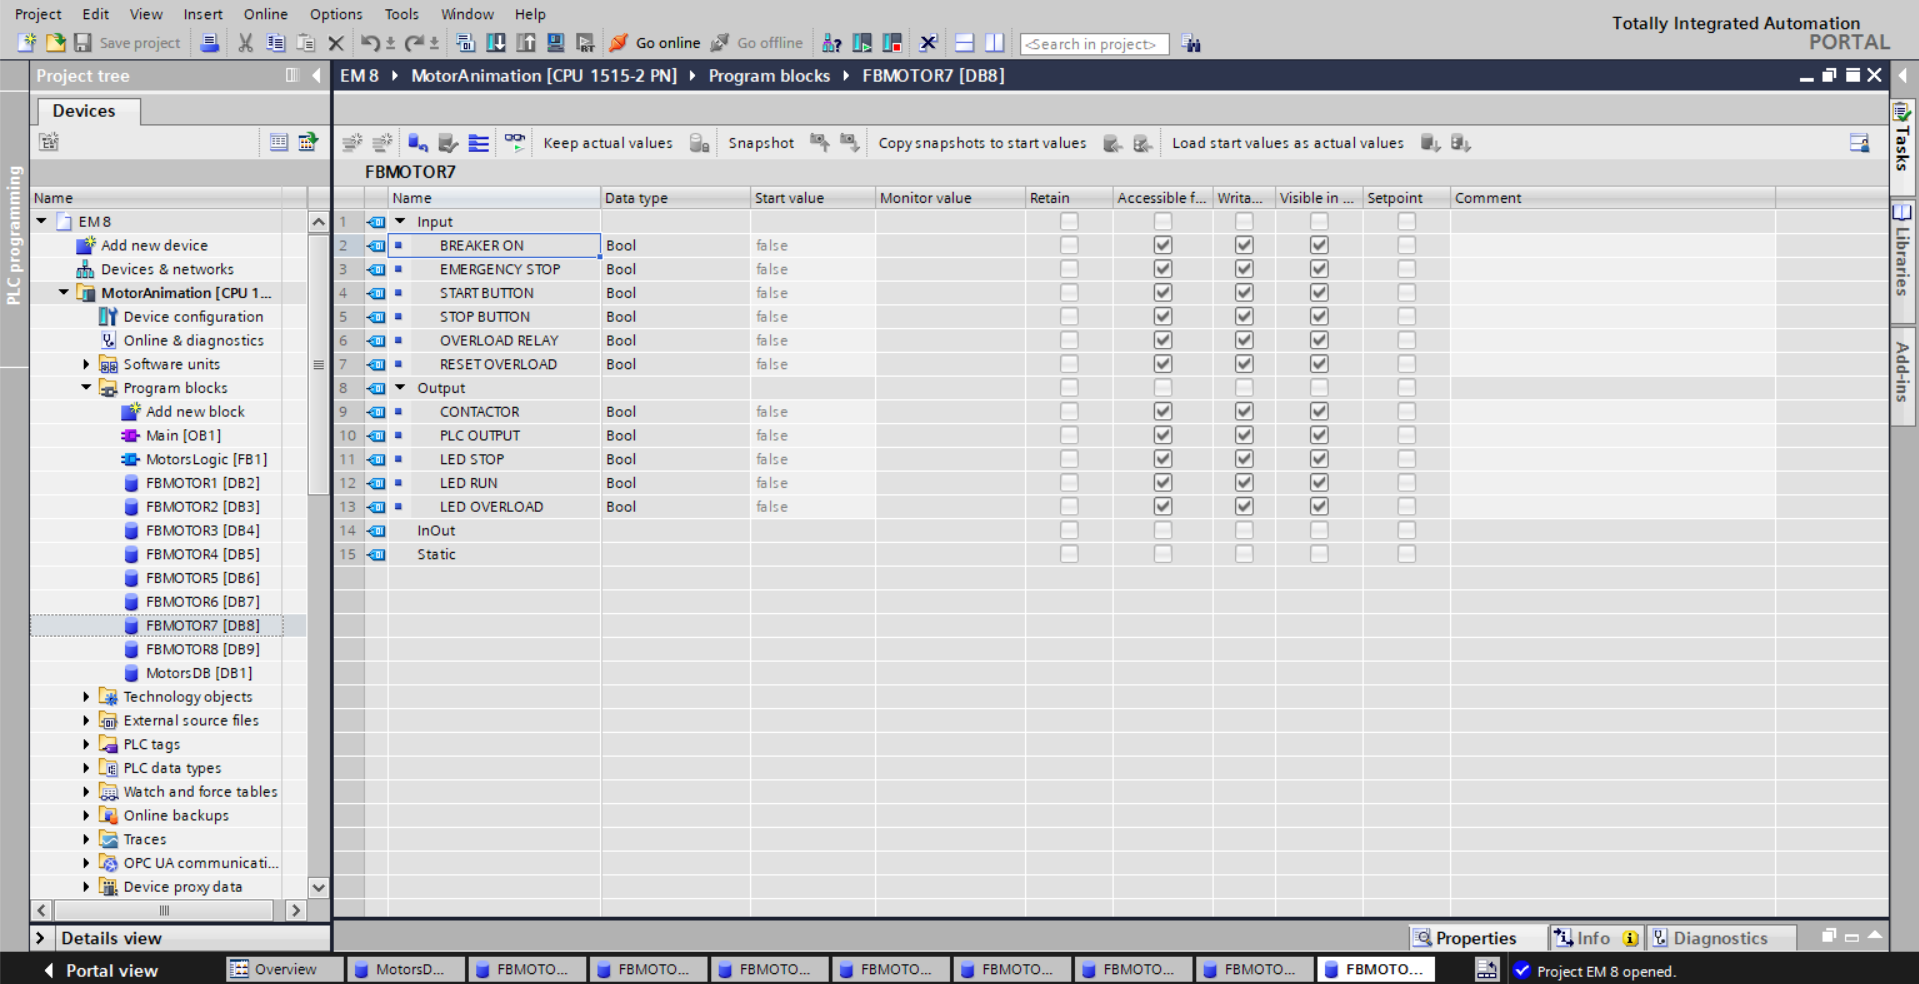 Project Edit View Insert Online Options Tools Window Help
Totally Integrated Automation
PORTAL
Save project Go online Go offline <Search in project>
Project tree
EM 8 MotorAnimation [CPU 1515-2 PN] Program blocks FBMOTOR7 [DB8]
Devices
Keep actual values Snapshot Copy snapshots to start values Load start values as actual values
FBMOTOR7
PLC programming
Name
EM 8
Add new device
Devices & networks
MotorAnimation [CPU 1...
Device configuration
Online & diagnostics
Software units
Program blocks
Add new block
Main [OB1]
MotorsLogic [FB1]
FBMOTOR1 [DB2]
FBMOTOR2 [DB3]
FBMOTOR3 [DB4]
FBMOTOR4 [DB5]
FBMOTOR5 [DB6]
FBMOTOR6 [DB7]
FBMOTOR7 [DB8]
FBMOTOR8 [DB9]
MotorsDB [DB1]
Technology objects
External source files
PLC tags
PLC data types
Watch and force tables
Online backups
Traces
OPC UA communicati...
Device proxy data
Details view
Name Data type Start value Monitor value Retain Accessible f... Writa... Visible in ... Setpoint Comment
1 Input
2 BREAKER ON Bool false
3 EMERGENCY STOP Bool false
4 START BUTTON Bool false
5 STOP BUTTON Bool false
6 OVERLOAD RELAY Bool false
7 RESET OVERLOAD Bool false
8 Output
9 CONTACTOR Bool false
10 PLC OUTPUT Bool false
11 LED STOP Bool false
12 LED RUN Bool false
13 LED OVERLOAD Bool false
14 InOut
15 Static
Tasks
Libraries
Add-ins
Properties Info Diagnostics
Portal view Overview MotorsD... FBMOTO... FBMOTO... FBMOTO... FBMOTO... FBMOTO... FBMOTO... FBMOTO... FBMOTO... Project EM 8 opened.